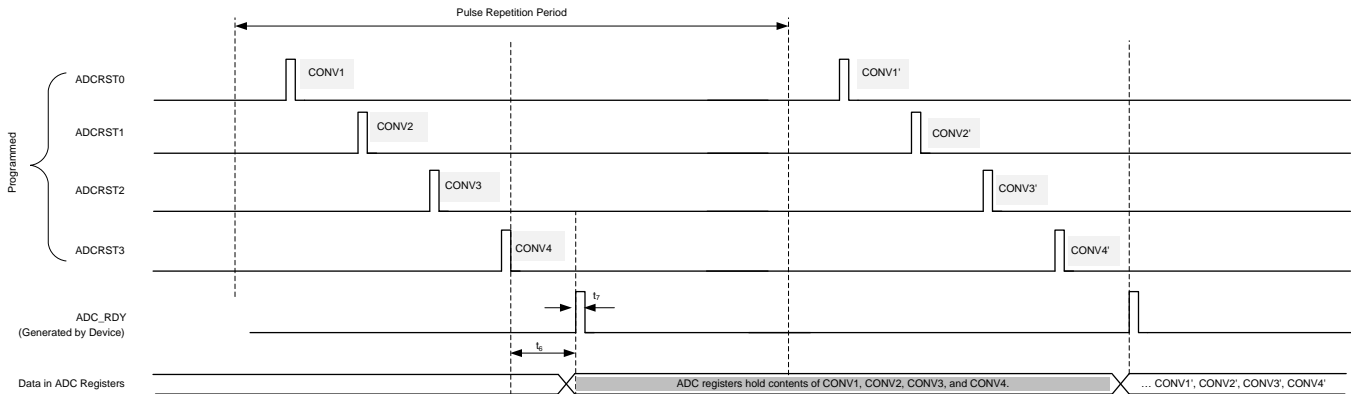 Pulse Repetition Period
Programmed
ADCRST0
CONV1
CONV1'
ADCRST1
CONV2
CONV2'
ADCRST2
CONV3
CONV3'
ADCRST3
CONV4
CONV4'
ADC_RDY
(Generated by Device)
t7
t6
Data in ADC Registers
ADC registers hold contents of CONV1, CONV2, CONV3, and CONV4.
... CONV1', CONV2', CONV3', CONV4'